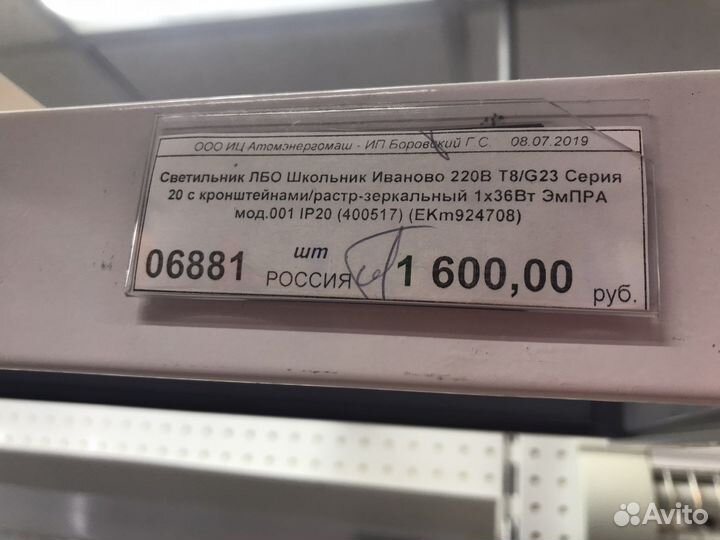 ООО ИЦ Атомэнергомаш - ИП Боровский Г.С. 08.07.2019
Светильник ЛБО Школьник Иваново 220В T8/G23 Серия
20 с кронштейнами/растр-зеркальный 1х36Вт ЭмПРА
мод.001 IP20 (400517) (EKm924708)
06881 шт РОССИЯ 1 600,00 руб.
Avito